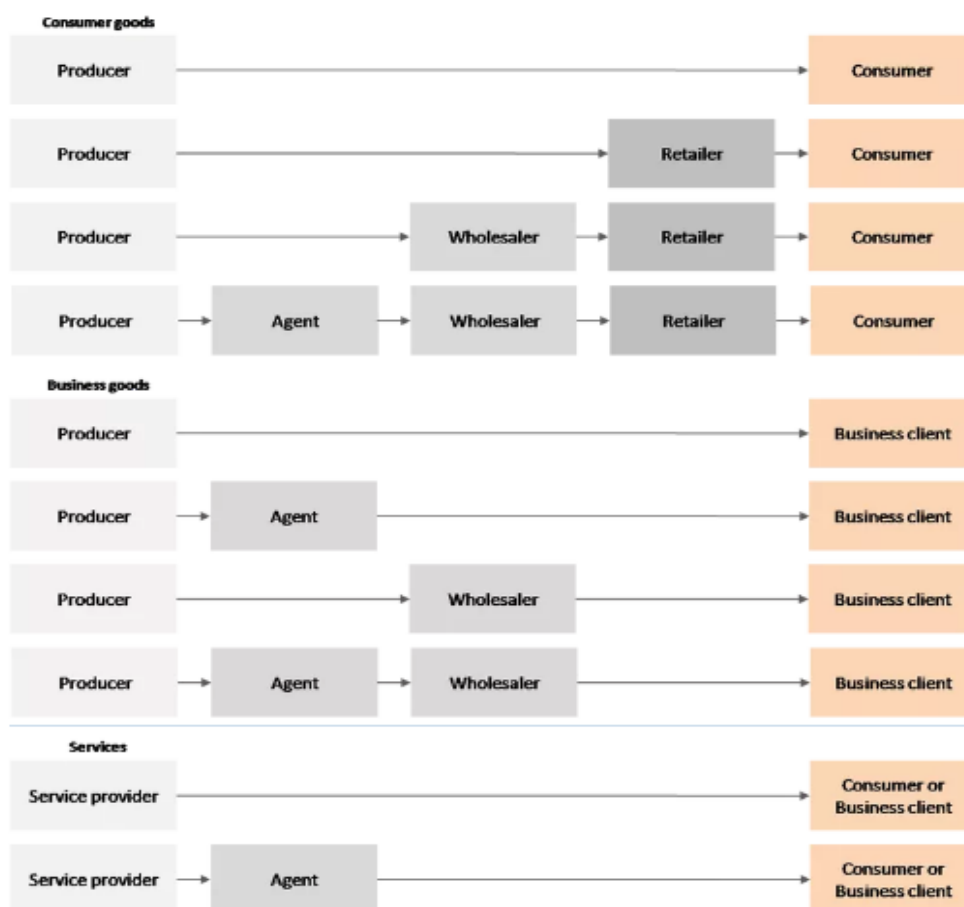 Consumer goods
Producer
Consumer
Producer
Retailer
Consumer
Producer
Wholesaler
Retailer
Consumer
Producer
Agent
Wholesaler
Retailer
Consumer
Business goods
Producer
Business client
Producer
Agent
Business client
Producer
Wholesaler
Business client
Producer
Agent
Wholesaler
Business client
Services
Service provider
Consumer or
Business client
Service provider
Agent
Consumer or
Business client